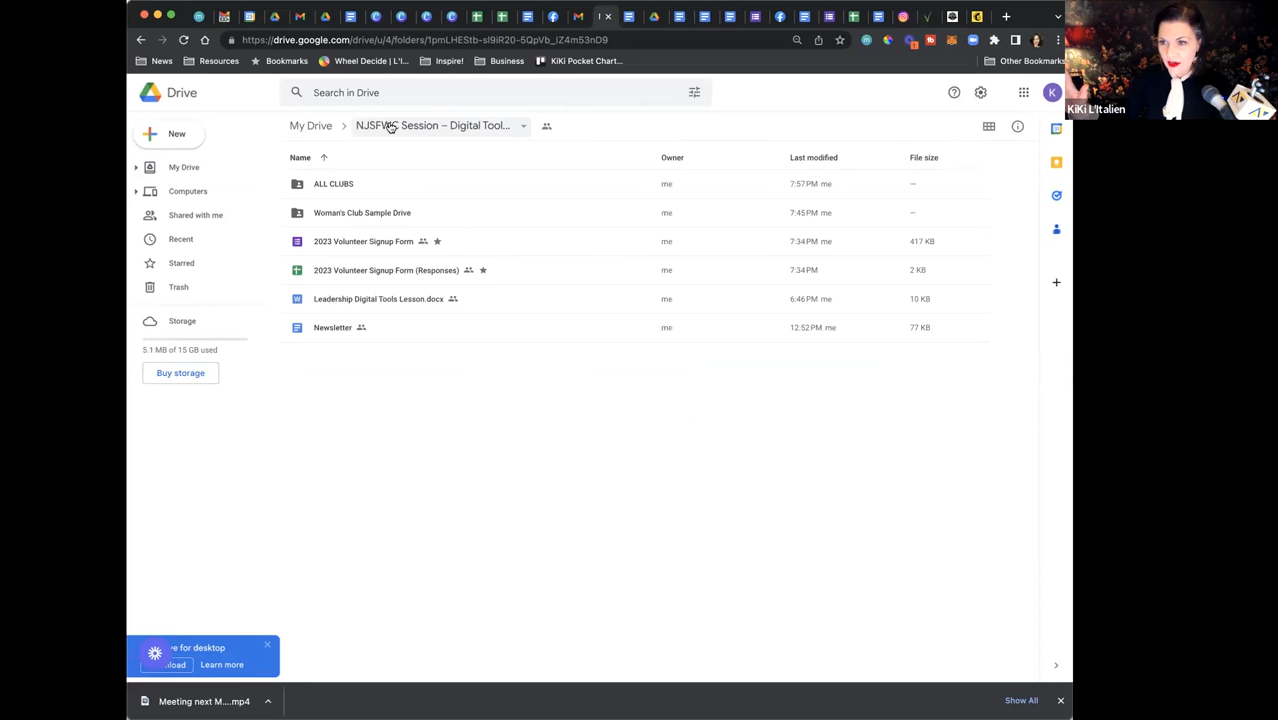 https://drive.google.com/drive/u/4/folders/1pmLHEStb-sl9iR20-5QpVb_IZ4m53nD9
News
Resources
Bookmarks
Wheel Decide | L'I...
Inspire!
Business
KiKi Pocket Chart...
Other Bookmarks
KiKi L'Italien
Drive
Search in Drive
K
New
My Drive
NJSFWC Session – Digital Tool...
Name
Owner
Last modified
File size
My Drive
Computers
Shared with me
Recent
Starred
Trash
Storage
5.1 MB of 15 GB used
Buy storage
ALL CLUBS me 7:57 PM me —
Woman's Club Sample Drive me 7:45 PM me —
2023 Volunteer Signup Form me 7:34 PM me 417 KB
2023 Volunteer Signup Form (Responses) me 7:34 PM 2 KB
Leadership Digital Tools Lesson.docx me 6:46 PM me 10 KB
Newsletter me 12:52 PM me 77 KB
for desktop
Learn more
Meeting next M....mp4
Show All